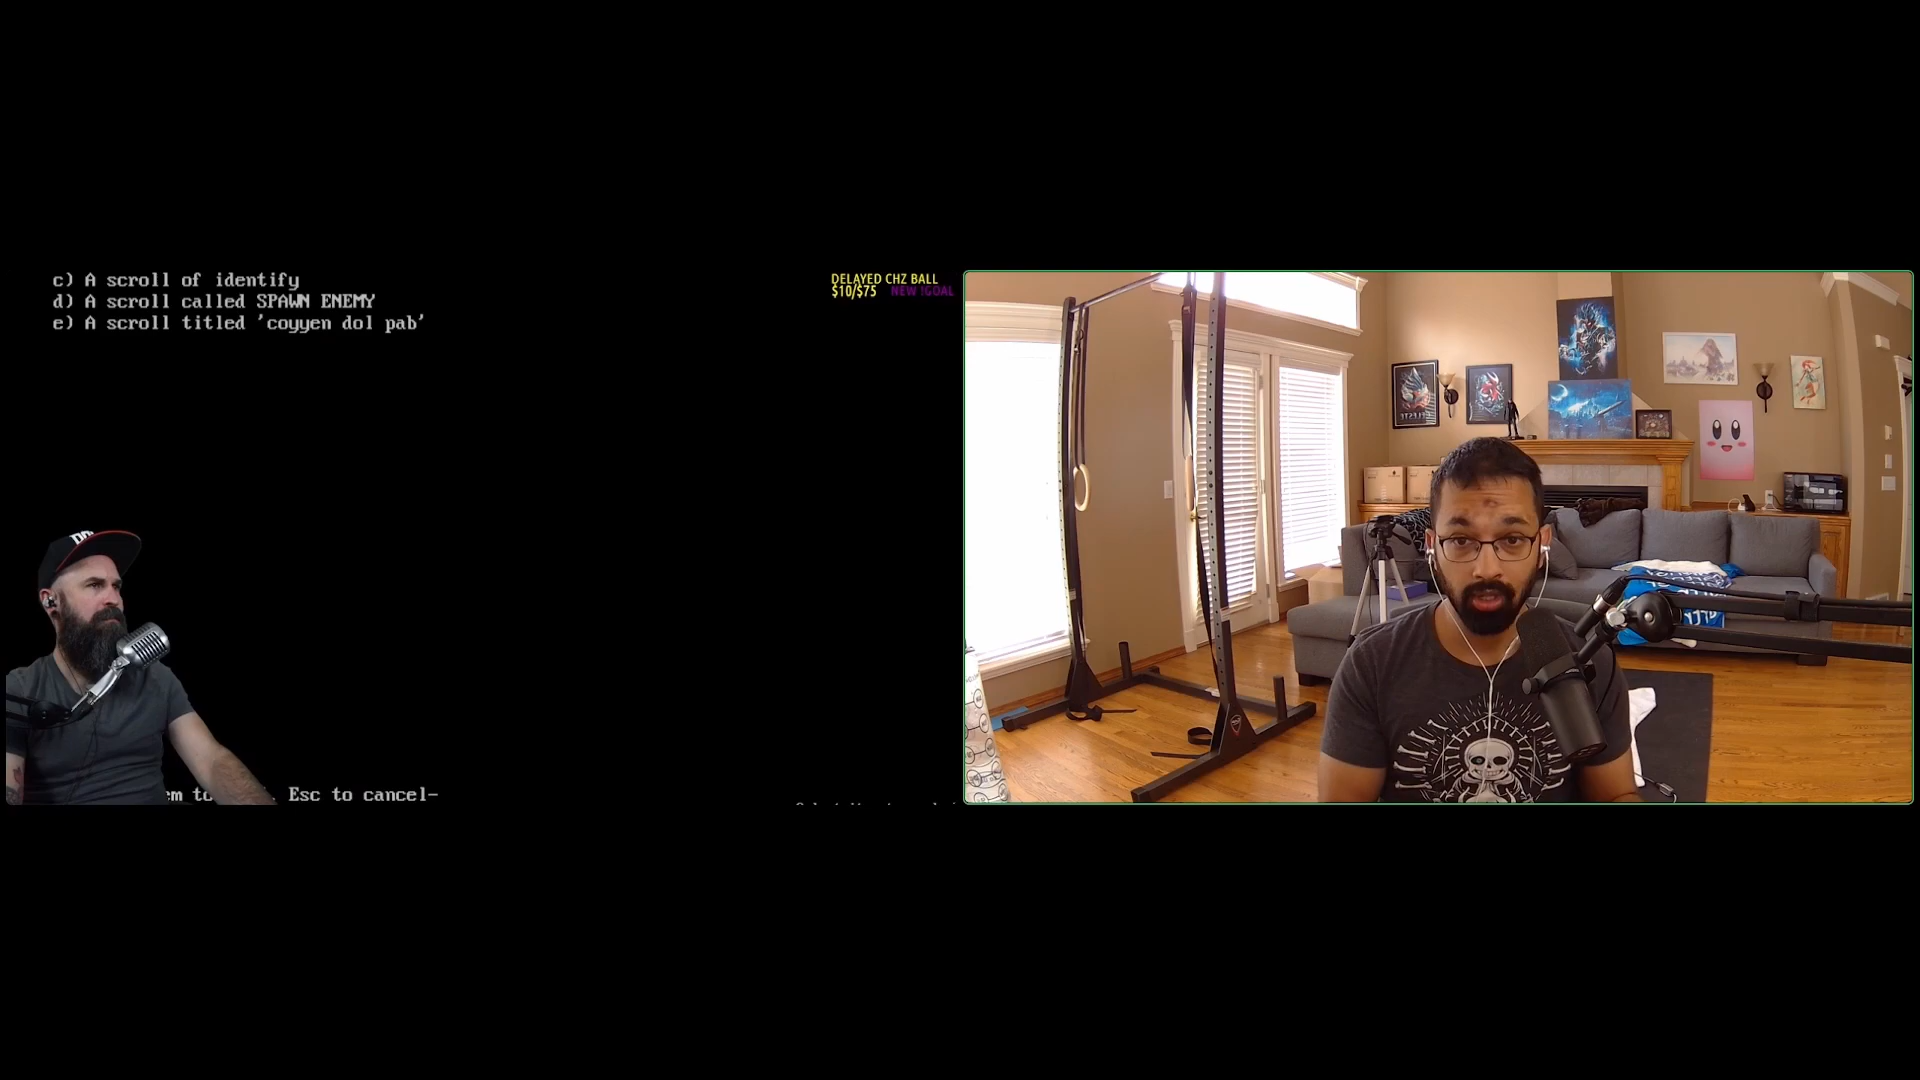 c) A scroll of identify
d) A scroll called SPAWN ENEMY
e) A scroll titled 'coyyen dol pab'
DELAYED CHZ BALL
$10/$75 NEW !GOAL
Esc to cancel-